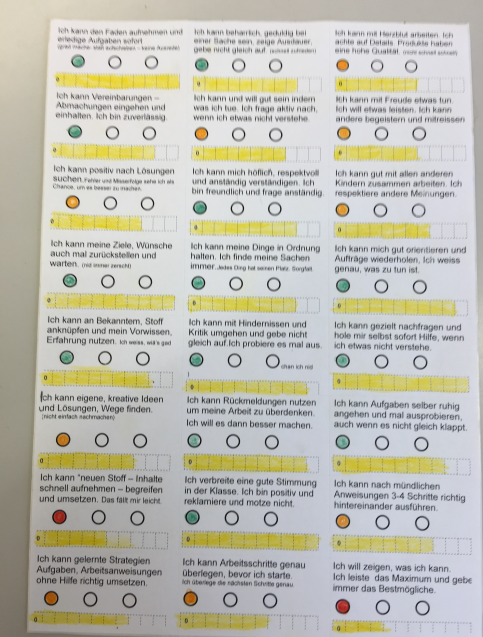 Ich kann den Faden aufnehmen und
erledige Aufgaben sofort
0
Ich kann beharrlich, geduldig bei
einer Sache sein, zeige Ausdauer,
gebe nicht gleich auf.
0
Ich kann mit Herzblut arbeiten. Ich
achte auf Details. Produkte haben
eine hohe Qualität.
0
Ich kann Vereinbarungen –
Abmachungen eingehen und
einhalten. Ich bin zuverlässig.
0
Ich kann und will gut sein indem
was ich tue. Ich frage aktiv nach,
wenn ich etwas nicht verstehe.
0
Ich kann mit Freude etwas tun.
Ich will etwas leisten. Ich kann
andere begeistern und mitreissen
0
Ich kann positiv nach Lösungen
suchen. Fehler und Misserfolge sehe ich als
Chance, um es besser zu machen.
0
Ich kann mich höflich, respektvoll
und anständig verständigen. Ich
bin freundlich und frage anständig.
0
Ich kann gut mit allen anderen
Kindern zusammen arbeiten. Ich
respektiere andere Meinungen.
0
Ich kann meine Ziele, Wünsche
auch mal zurückstellen und
warten. (nid immer zerscht)
0
Ich kann meine Dinge in Ordnung
halten. Ich finde meine Sachen
immer. Jedes Ding hat seinen Platz. Sorgfalt
0
Ich kann mich gut orientieren und
Aufträge wiederholen, Ich weiss
genau, was zu tun ist.
0
Ich kann an Bekanntem, Stoff
anknüpfen und mein Vorwissen,
Erfahrung nutzen. Ich weiss, wiä's gad
0
Ich kann mit Hindernissen und
Kritik umgehen und gebe nicht
gleich auf.Ich probiere es mal aus.
chan ich nid
0
Ich kann gezielt nachfragen und
hole mir selbst sofort Hilfe, wenn
ich etwas nicht verstehe.
0
Ich kann eigene, kreative Ideen
und Lösungen, Wege finden.
(nicht einfach nachmachen)
0
Ich kann Rückmeldungen nutzen
um meine Arbeit zu überdenken.
Ich will es dann besser machen.
0
Ich kann Aufgaben selber ruhig
angehen und mal ausprobieren,
auch wenn es nicht gleich klappt.
0
Ich kann "neuen Stoff – Inhalte
schnell aufnehmen – begreifen
und umsetzen. Das fällt mir leicht.
0
Ich verbreite eine gute Stimmung
in der Klasse. Ich bin positiv und
reklamiere und motze nicht.
0
Ich kann nach mündlichen
Anweisungen 3-4 Schritte richtig
hintereinander ausführen.
0
Ich kann gelernte Strategien
Aufgaben, Arbeitsanweisungen
ohne Hilfe richtig umsetzen.
0
Ich kann Arbeitsschritte genau
überlegen, bevor ich starte.
Ich überlege die nächsten Schritte genau.
0
Ich will zeigen, was ich kann.
Ich leiste das Maximum und gebe
immer das Bestmögliche.
0